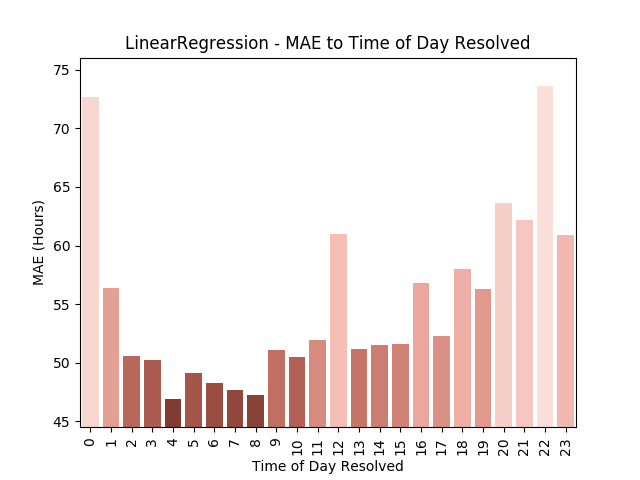 LinearRegression - MAE to Time of Day Resolved
75
70
65
60
55
50
45
MAE (Hours)
0 1 2 3 4 5 6 7 8 9 10 11 12 13 14 15 16 17 18 19 20 21 22 23
Time of Day Resolved